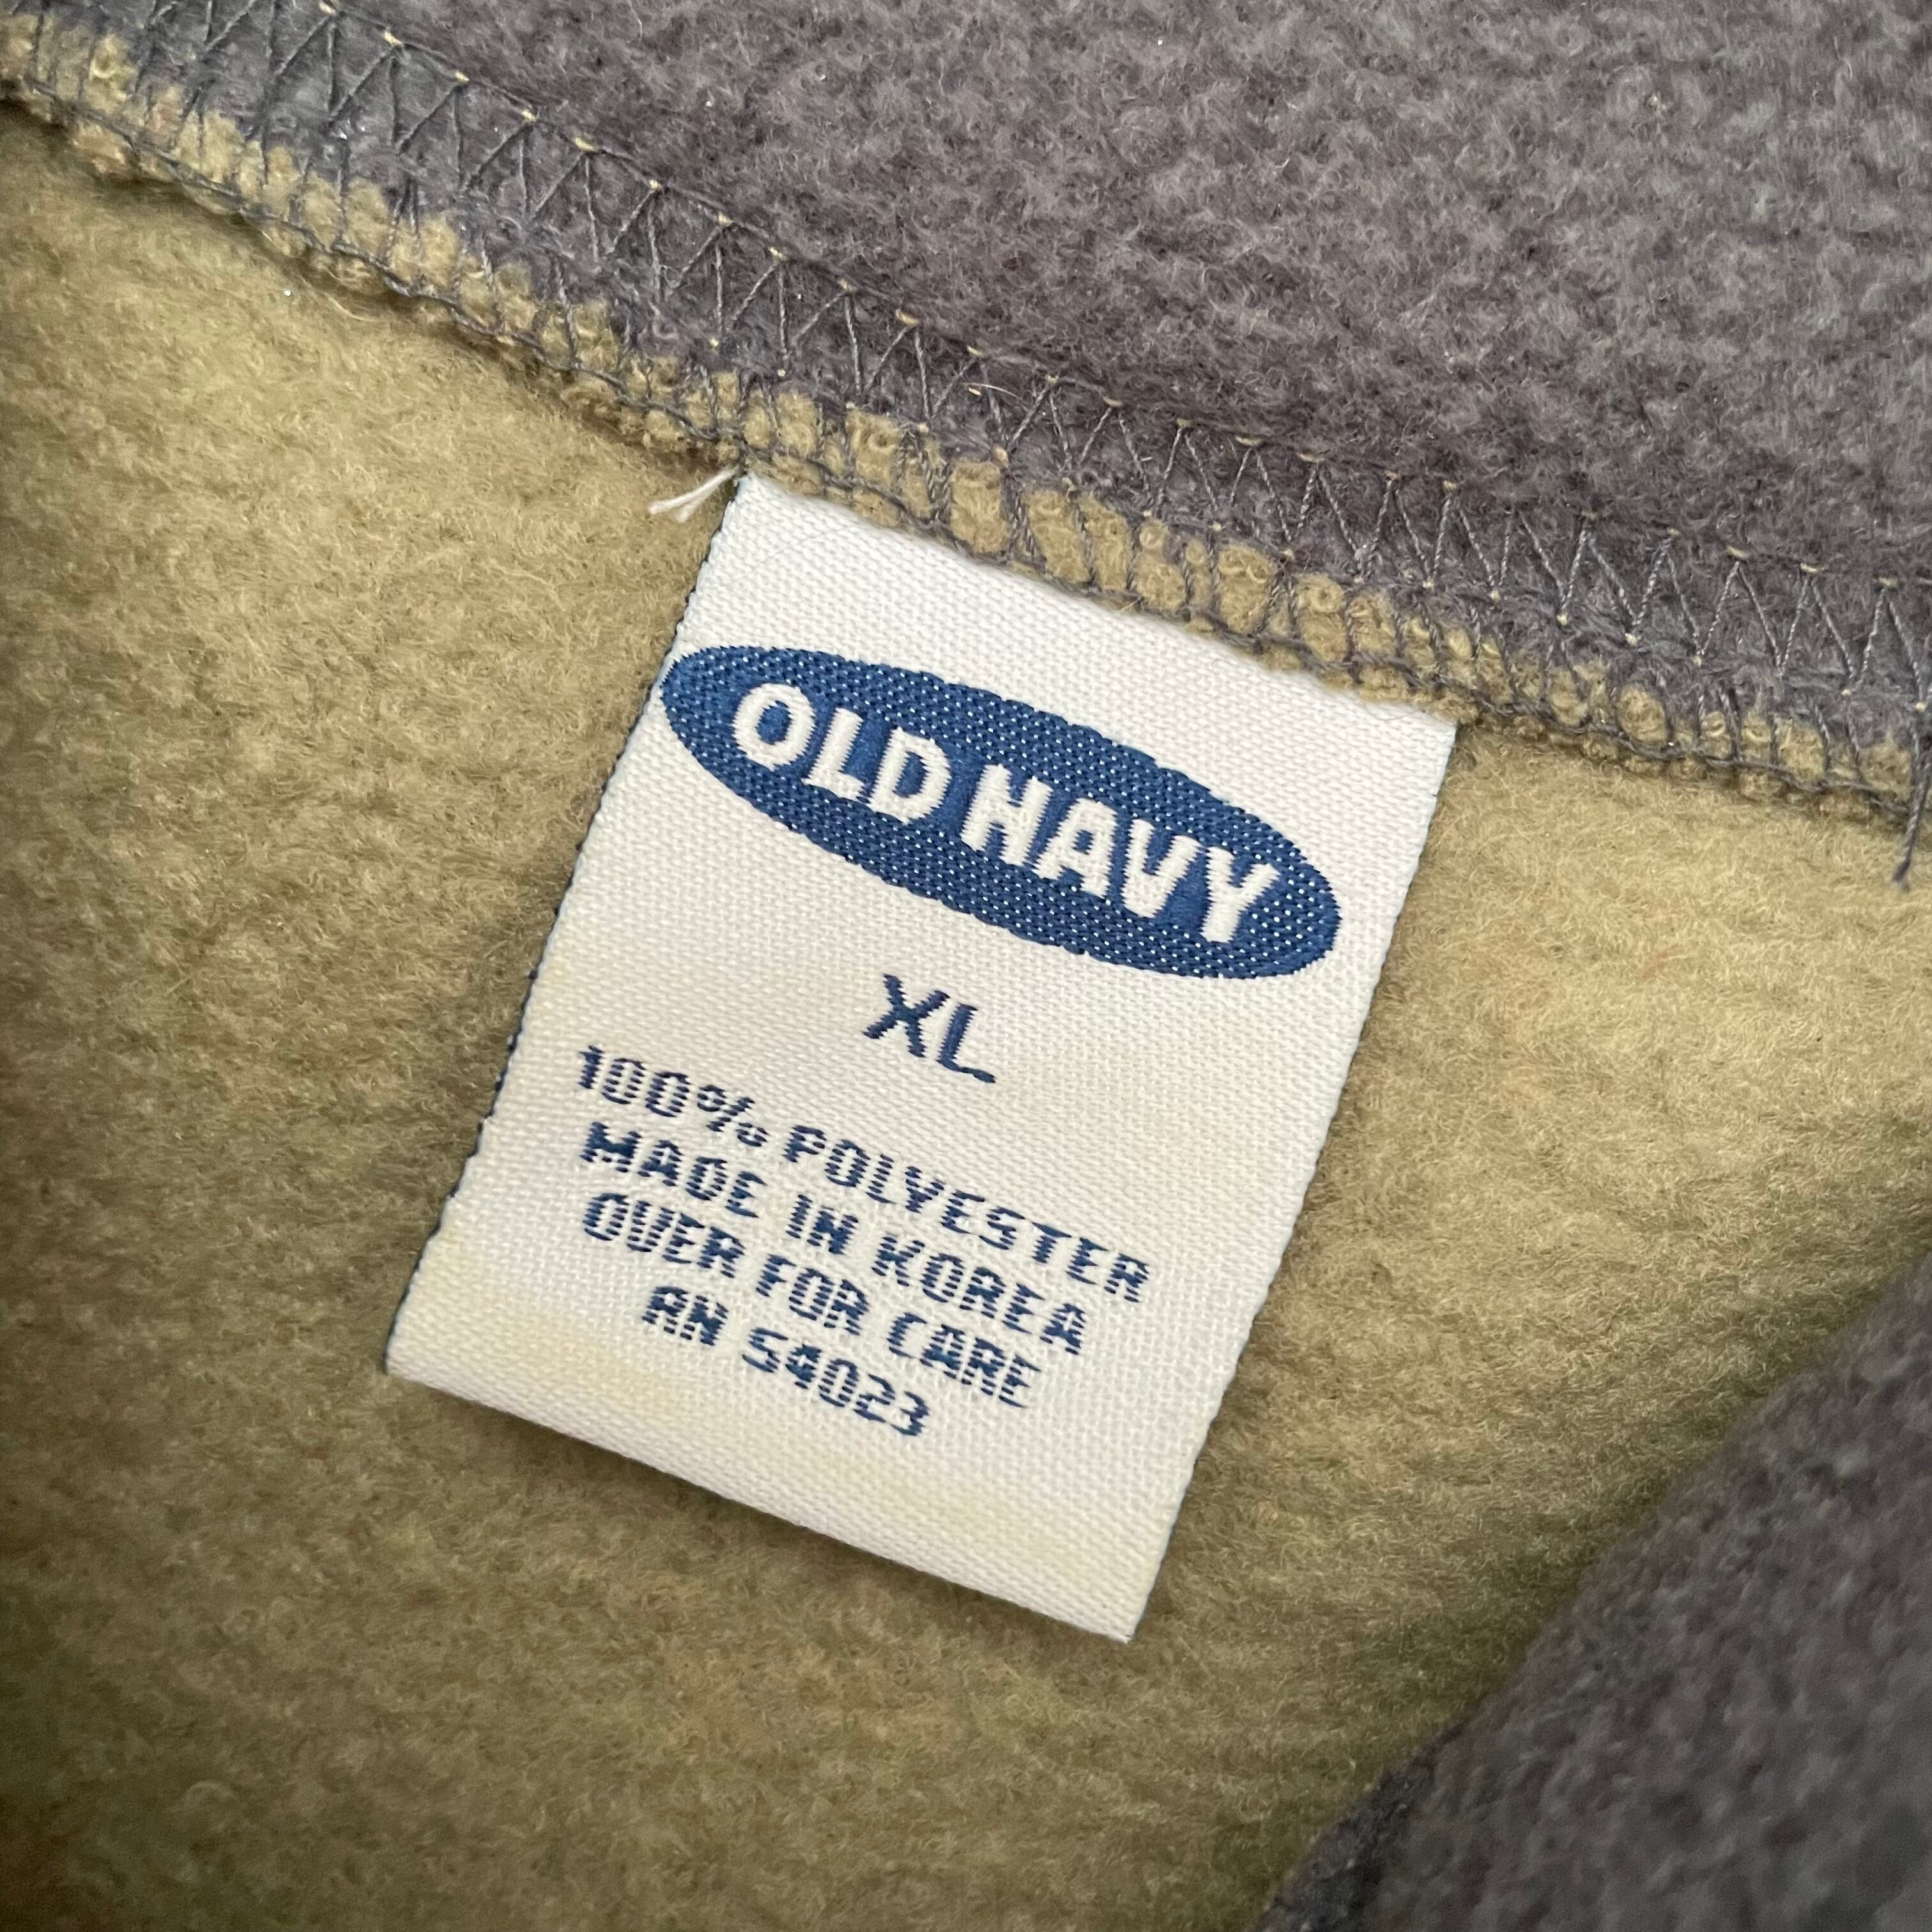 OLD NAVY
XL
100% POLYESTER
MADE IN KOREA
OVER FOR CARE
RN 54023